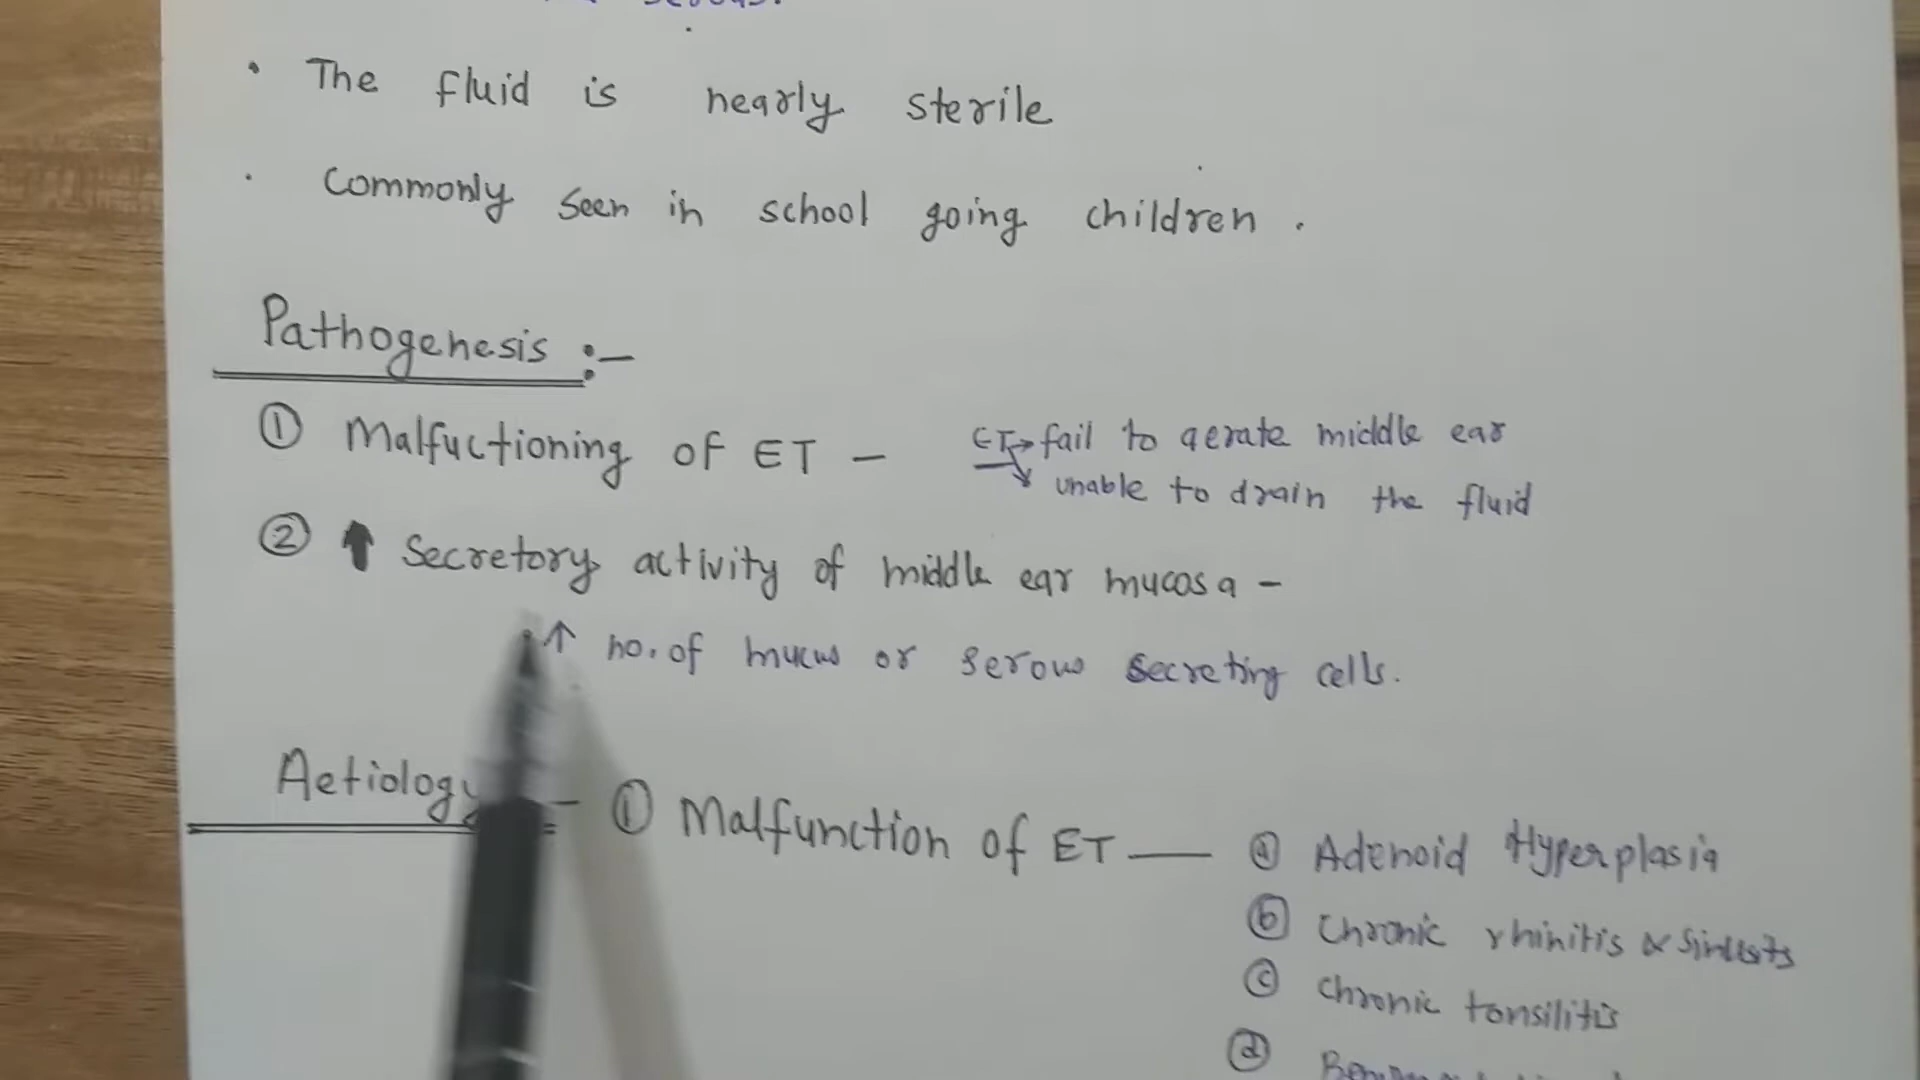 • The fluid is nearly sterile
• Commonly seen in school going children.
Pathogenesis :-
① Malfuctioning of ET - ET→ fail to aerate middle ear
↘ unable to drain the fluid
② ↑ Secretory activity of middle ear mucosa -
↑ no. of mucus or serous secreting cells.
Aetiology - ① Malfunction of ET — ⓐ Adenoid Hyperplasia
ⓑ Chronic rhinitis & Sinusits
ⓒ Chronic tonsilitis
ⓓ